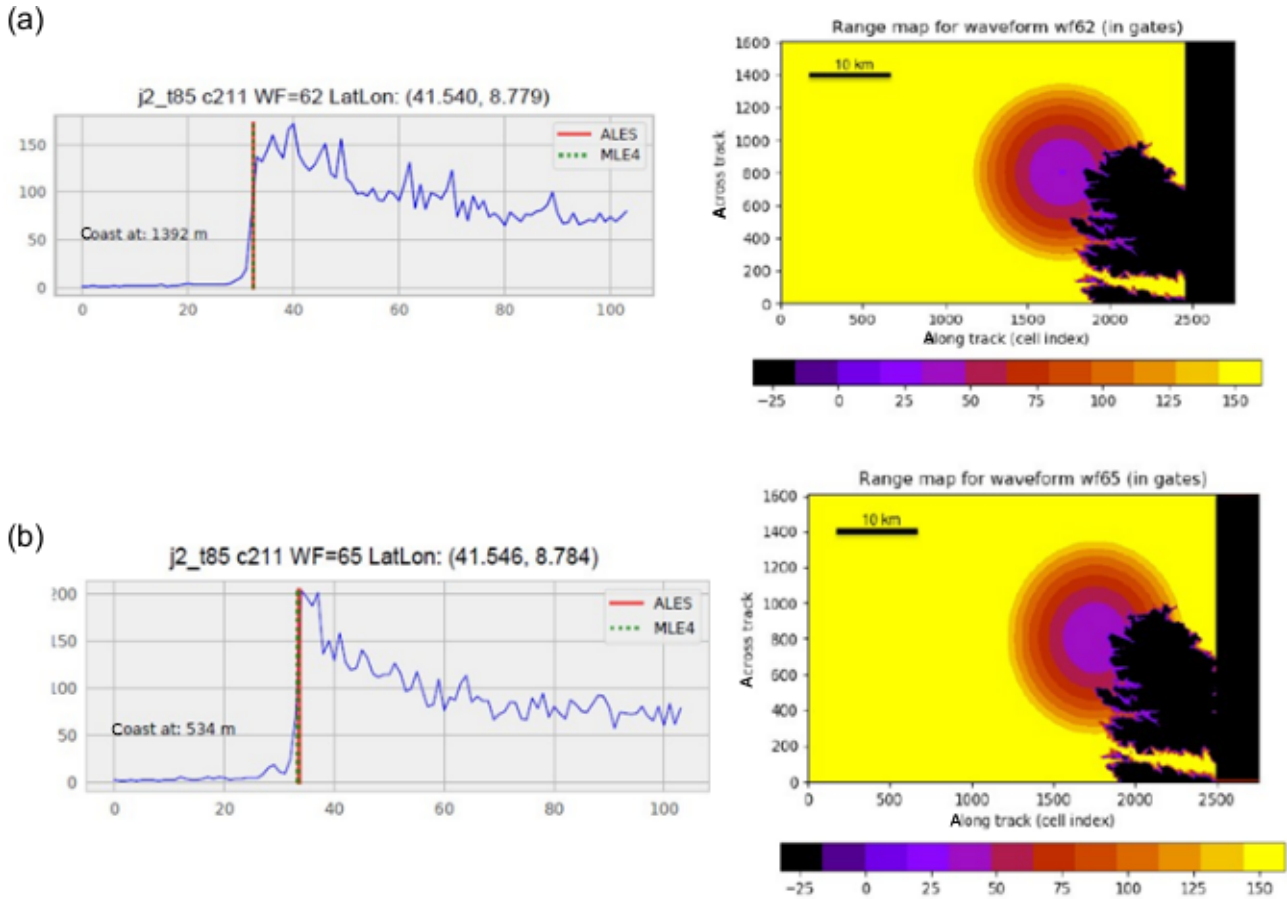 (a)
j2_t85 c211 WF=62 LatLon: (41.540, 8.779)
150
100
50
0
ALES
MLE4
Coast at: 1392 m
0 20 40 60 80 100
Range map for waveform wf62 (in gates)
1600
1400
1200
1000
800
600
400
200
0
Across track
10 km
0 500 1000 1500 2000 2500
Along track (cell index)
−25 0 25 50 75 100 125 150
(b)
j2_t85 c211 WF=65 LatLon: (41.546, 8.784)
200
150
100
50
0
ALES
MLE4
Coast at: 534 m
0 20 40 60 80 100
Range map for waveform wf65 (in gates)
1600
1400
1200
1000
800
600
400
200
0
Across track
10 km
0 500 1000 1500 2000 2500
Along track (cell index)
−25 0 25 50 75 100 125 150